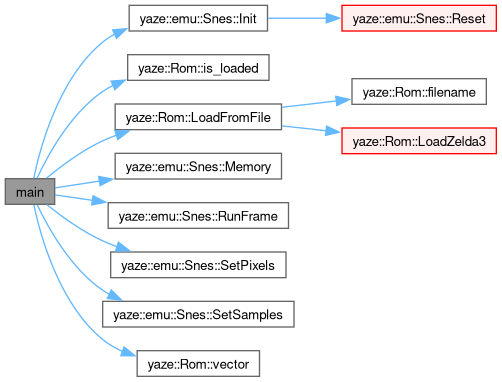 main
yaze::emu::Snes::Init
yaze::emu::Snes::Reset
yaze::Rom::is_loaded
yaze::Rom::LoadFromFile
yaze::Rom::filename
yaze::Rom::LoadZelda3
yaze::emu::Snes::Memory
yaze::emu::Snes::RunFrame
yaze::emu::Snes::SetPixels
yaze::emu::Snes::SetSamples
yaze::Rom::vector